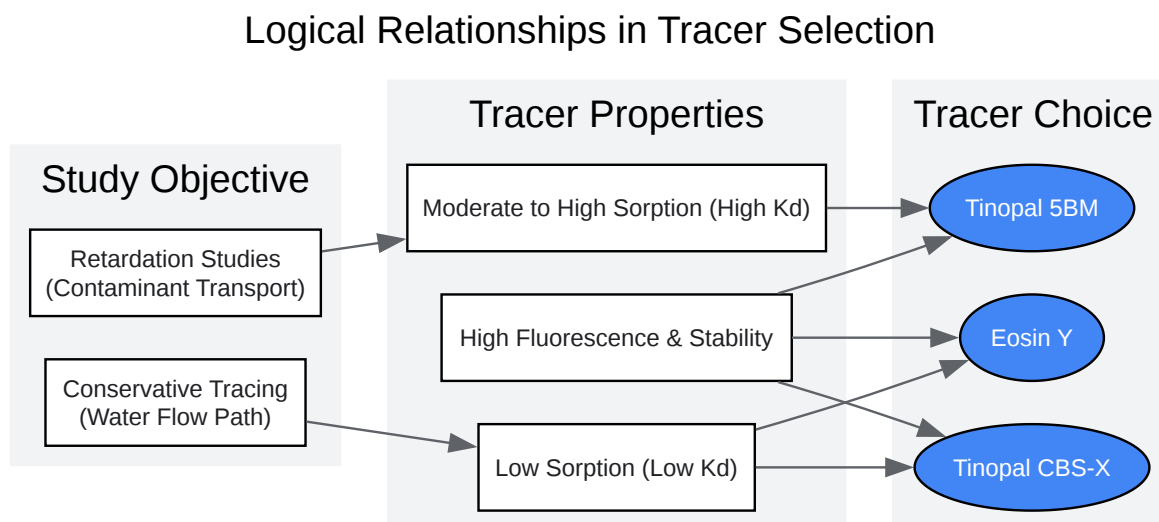 Logical Relationships in Tracer Selection
Study Objective
Retardation Studies
(Contaminant Transport)
Conservative Tracing
(Water Flow Path)
Tracer Properties
Moderate to High Sorption (High Kd)
High Fluorescence & Stability
Low Sorption (Low Kd)
Tracer Choice
Tinopal 5BM
Eosin Y
Tinopal CBS-X